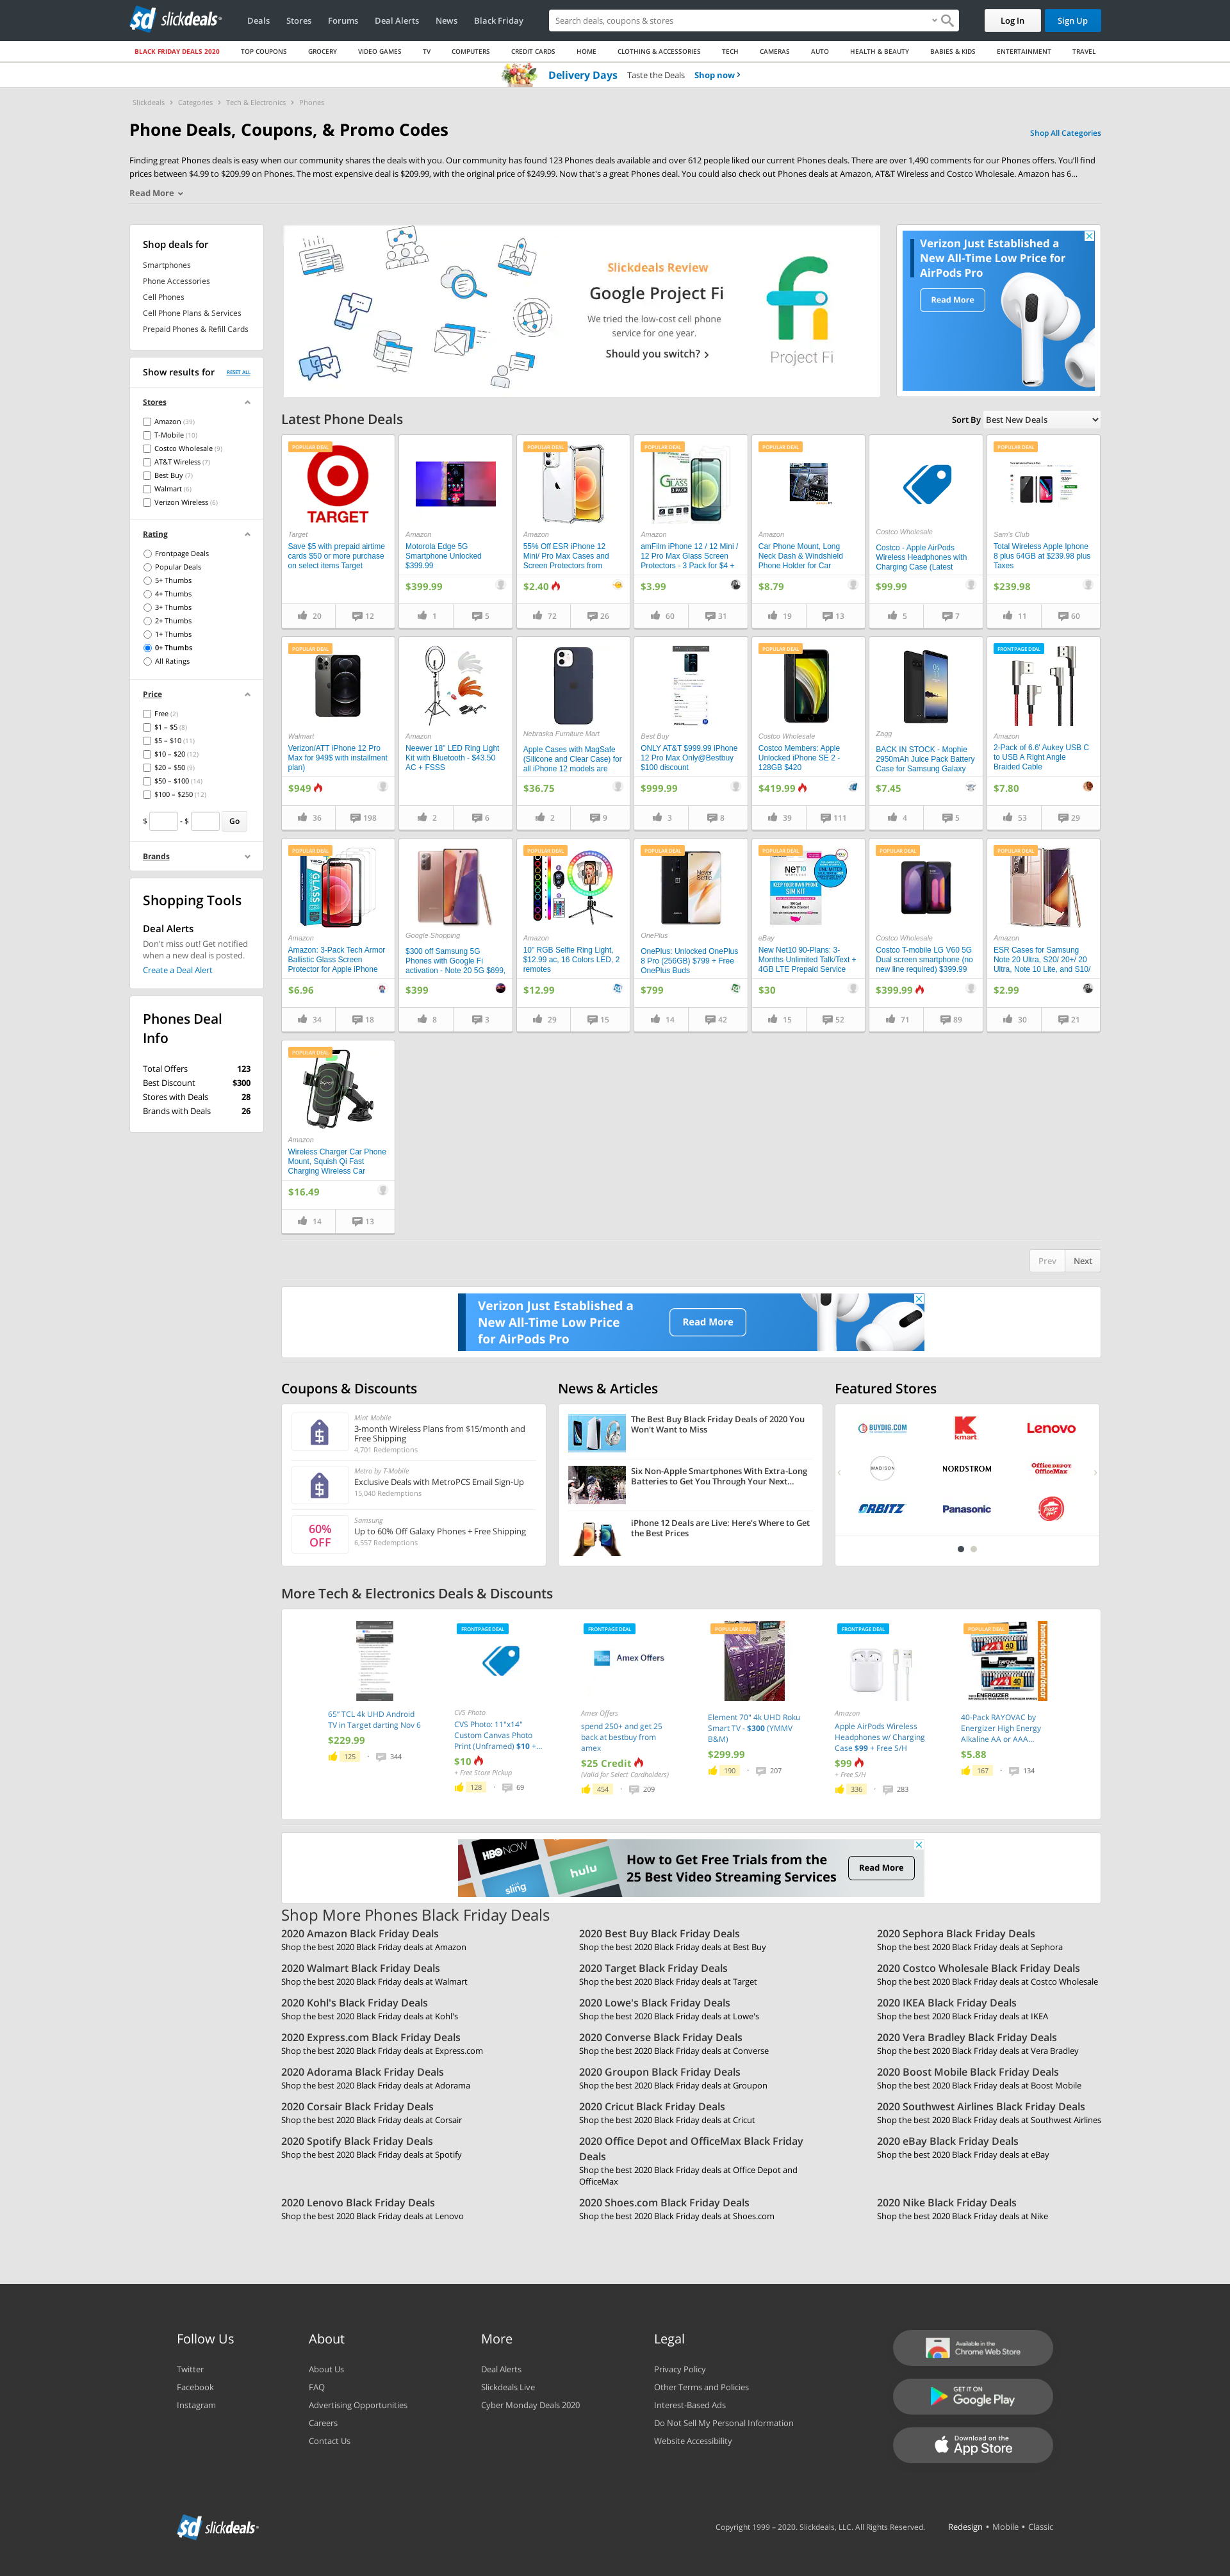 slickdeals
Deals
Stores
Forums
Deal Alerts
News
Black Friday
Search deals, coupons & stores
Log In
Sign Up
BLACK FRIDAY DEALS 2020
TOP COUPONS
GROCERY
VIDEO GAMES
TV
COMPUTERS
CREDIT CARDS
HOME
CLOTHING & ACCESSORIES
TECH
CAMERAS
AUTO
HEALTH & BEAUTY
BABIES & KIDS
ENTERTAINMENT
TRAVEL
Delivery Days Taste the Deals Shop now
Slickdeals › Categories › Tech & Electronics › Phones
Phone Deals, Coupons, & Promo Codes
Shop All Categories
Finding great Phones deals is easy when our community shares the deals with you. Our community has found 123 Phones deals available and over 612 people liked our current Phones deals. There are over 1,490 comments for our Phones offers. You'll find
prices between $4.99 to $209.99 on Phones. The most expensive deal is $209.99, with the original price of $249.99. Now that's a great Phones deal. You could also check out Phones deals at Amazon, AT&T Wireless and Costco Wholesale. Amazon has 6...
Read More
Shop deals for
Smartphones
Phone Accessories
Cell Phones
Cell Phone Plans & Services
Prepaid Phones & Refill Cards
Show results for
RESET ALL
Stores
Amazon (39)
T-Mobile (10)
Costco Wholesale (9)
AT&T Wireless (7)
Best Buy (7)
Walmart (6)
Verizon Wireless (6)
Rating
Frontpage Deals
Popular Deals
5+ Thumbs
4+ Thumbs
3+ Thumbs
2+ Thumbs
1+ Thumbs
0+ Thumbs
All Ratings
Price
Free (2)
$1 – $5 (8)
$5 – $10 (11)
$10 – $20 (12)
$20 – $50 (9)
$50 – $100 (14)
$100 – $250 (12)
$ - $ Go
Brands
Shopping Tools
Deal Alerts
Don't miss out! Get notified
when a new deal is posted.
Create a Deal Alert
Phones Deal
Info
Total Offers 123
Best Discount $300
Stores with Deals 28
Brands with Deals 26
Slickdeals Review
Google Project Fi
We tried the low-cost cell phone
service for one year.
Should you switch?
Project Fi
Verizon Just Established a
New All-Time Low Price for
AirPods Pro
Read More
Latest Phone Deals
Sort By Best New Deals
POPULAR DEAL
TARGET
Target
Save $5 with prepaid airtime
cards $50 or more purchase
on select items Target
20 12
Amazon
Motorola Edge 5G
Smartphone Unlocked
$399.99
$399.99
1 5
POPULAR DEAL
Amazon
55% Off ESR iPhone 12
Mini/ Pro Max Cases and
Screen Protectors from
$2.40
72 26
POPULAR DEAL
GLASS
Amazon
amFilm iPhone 12 / 12 Mini /
12 Pro Max Glass Screen
Protectors - 3 Pack for $4 +
$3.99
60 31
POPULAR DEAL
Amazon
Car Phone Mount, Long
Neck Dash & Windshield
Phone Holder for Car
$8.79
19 13
Costco Wholesale
Costco - Apple AirPods
Wireless Headphones with
Charging Case (Latest
$99.99
5 7
POPULAR DEAL
Sam's Club
Total Wireless Apple Iphone
8 plus 64GB at $239.98 plus
Taxes
$239.98
11 60
POPULAR DEAL
Walmart
Verizon/ATT iPhone 12 Pro
Max for 949$ with installment
plan)
$949
36 198
Amazon
Neewer 18" LED Ring Light
Kit with Bluetooth - $43.50
AC + FSSS
2 6
Nebraska Furniture Mart
Apple Cases with MagSafe
(Silicone and Clear Case) for
all iPhone 12 models are
$36.75
2 9
Best Buy
ONLY AT&T $999.99 iPhone
12 Pro Max Only@Bestbuy
$100 discount
$999.99
3 8
POPULAR DEAL
Costco Wholesale
Costco Members: Apple
Unlocked iPhone SE 2 -
128GB $420
$419.99
39 111
Zagg
BACK IN STOCK - Mophie
2950mAh Juice Pack Battery
Case for Samsung Galaxy
$7.45
4 5
FRONTPAGE DEAL
Amazon
2-Pack of 6.6' Aukey USB C
to USB A Right Angle
Braided Cable
$7.80
53 29
POPULAR DEAL
GLASS
Amazon
Amazon: 3-Pack Tech Armor
Ballistic Glass Screen
Protector for Apple iPhone
$6.96
34 18
Google Shopping
$300 off Samsung 5G
Phones with Google Fi
activation - Note 20 5G $699,
$399
8 3
POPULAR DEAL
Amazon
10" RGB Selfie Ring Light,
$12.99 ac, 16 Colors LED, 2
remotes
$12.99
29 15
POPULAR DEAL
Never
Settle
OnePlus
OnePlus: Unlocked OnePlus
8 Pro (256GB) $799 + Free
OnePlus Buds
$799
14 42
POPULAR DEAL
NET10
KEEP YOUR OWN PHONE
SIM KIT
eBay
New Net10 90-Plans: 3-
Months Unlimited Talk/Text +
4GB LTE Prepaid Service
$30
15 52
POPULAR DEAL
Costco Wholesale
Costco T-mobile LG V60 5G
Dual screen smartphone (no
new line required) $399.99
$399.99
71 89
POPULAR DEAL
Amazon
ESR Cases for Samsung
Note 20 Ultra, S20/ 20+/ 20
Ultra, Note 10 Lite, and S10/
$2.99
30 21
POPULAR DEAL
Amazon
Wireless Charger Car Phone
Mount, Squish Qi Fast
Charging Wireless Car
$16.49
14 13
Prev Next
Verizon Just Established a
New All-Time Low Price
for AirPods Pro
Read More
Coupons & Discounts
Mint Mobile
3-month Wireless Plans from $15/month and
Free Shipping
4,701 Redemptions
Metro by T-Mobile
Exclusive Deals with MetroPCS Email Sign-Up
15,040 Redemptions
60%
OFF
Samsung
Up to 60% Off Galaxy Phones + Free Shipping
6,557 Redemptions
News & Articles
The Best Buy Black Friday Deals of 2020 You
Won't Want to Miss
Six Non-Apple Smartphones With Extra-Long
Batteries to Get You Through Your Next...
iPhone 12 Deals are Live: Here's Where to Get
the Best Prices
Featured Stores
BUYDIG.COM
kmart
Lenovo
MADISON
NORDSTROM
Office DEPOT
OfficeMax
ORBITZ
Panasonic
More Tech & Electronics Deals & Discounts
65" TCL 4k UHD Android
TV in Target darting Nov 6
$229.99
125 • 344
FRONTPAGE DEAL
CVS Photo
CVS Photo: 11"x14"
Custom Canvas Photo
Print (Unframed) $10 +...
$10
+ Free Store Pickup
128 • 69
FRONTPAGE DEAL
Amex Offers
Amex Offers
spend 250+ and get 25
back at bestbuy from
amex
$25 Credit
(Valid for Select Cardholders)
454 • 209
POPULAR DEAL
Element 70" 4k UHD Roku
Smart TV - $300 (YMMV
B&M)
$299.99
190 • 207
FRONTPAGE DEAL
Amazon
Apple AirPods Wireless
Headphones w/ Charging
Case $99 + Free S/H
$99
+ Free S/H
336 • 283
POPULAR DEAL
40
40
ENERGIZER
homedepot.com/decor
40-Pack RAYOVAC by
Energizer High Energy
Alkaline AA or AAA...
$5.88
167 • 134
HBO NOW
hulu
sling
How to Get Free Trials from the
25 Best Video Streaming Services
Read More
Shop More Phones Black Friday Deals
2020 Amazon Black Friday Deals
Shop the best 2020 Black Friday deals at Amazon
2020 Best Buy Black Friday Deals
Shop the best 2020 Black Friday deals at Best Buy
2020 Sephora Black Friday Deals
Shop the best 2020 Black Friday deals at Sephora
2020 Walmart Black Friday Deals
Shop the best 2020 Black Friday deals at Walmart
2020 Target Black Friday Deals
Shop the best 2020 Black Friday deals at Target
2020 Costco Wholesale Black Friday Deals
Shop the best 2020 Black Friday deals at Costco Wholesale
2020 Kohl's Black Friday Deals
Shop the best 2020 Black Friday deals at Kohl's
2020 Lowe's Black Friday Deals
Shop the best 2020 Black Friday deals at Lowe's
2020 IKEA Black Friday Deals
Shop the best 2020 Black Friday deals at IKEA
2020 Express.com Black Friday Deals
Shop the best 2020 Black Friday deals at Express.com
2020 Converse Black Friday Deals
Shop the best 2020 Black Friday deals at Converse
2020 Vera Bradley Black Friday Deals
Shop the best 2020 Black Friday deals at Vera Bradley
2020 Adorama Black Friday Deals
Shop the best 2020 Black Friday deals at Adorama
2020 Groupon Black Friday Deals
Shop the best 2020 Black Friday deals at Groupon
2020 Boost Mobile Black Friday Deals
Shop the best 2020 Black Friday deals at Boost Mobile
2020 Corsair Black Friday Deals
Shop the best 2020 Black Friday deals at Corsair
2020 Cricut Black Friday Deals
Shop the best 2020 Black Friday deals at Cricut
2020 Southwest Airlines Black Friday Deals
Shop the best 2020 Black Friday deals at Southwest Airlines
2020 Spotify Black Friday Deals
Shop the best 2020 Black Friday deals at Spotify
2020 Office Depot and OfficeMax Black Friday
Deals
Shop the best 2020 Black Friday deals at Office Depot and
OfficeMax
2020 eBay Black Friday Deals
Shop the best 2020 Black Friday deals at eBay
2020 Lenovo Black Friday Deals
Shop the best 2020 Black Friday deals at Lenovo
2020 Shoes.com Black Friday Deals
Shop the best 2020 Black Friday deals at Shoes.com
2020 Nike Black Friday Deals
Shop the best 2020 Black Friday deals at Nike
Follow Us
Twitter
Facebook
Instagram
About
About Us
FAQ
Advertising Opportunities
Careers
Contact Us
More
Deal Alerts
Slickdeals Live
Cyber Monday Deals 2020
Legal
Privacy Policy
Other Terms and Policies
Interest-Based Ads
Do Not Sell My Personal Information
Website Accessibility
Available in the
Chrome Web Store
GET IT ON
Google Play
Download on the
App Store
slickdeals
Copyright 1999 – 2020. Slickdeals, LLC. All Rights Reserved.
Redesign • Mobile • Classic